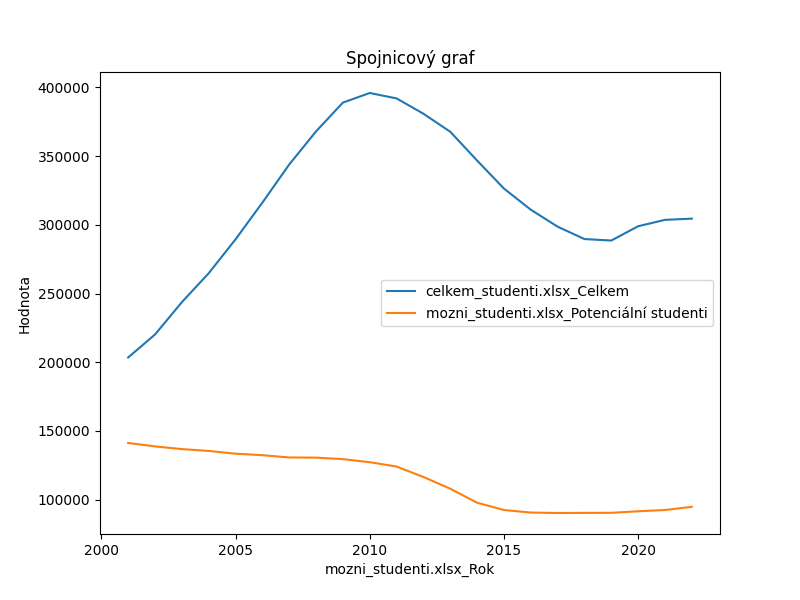 Spojnicový graf
400000
350000
300000
250000
200000
150000
100000
Hodnota
celkem_studenti.xlsx_Celkem
mozni_studenti.xlsx_Potenciální studenti
2000 2005 2010 2015 2020
mozni_studenti.xlsx_Rok